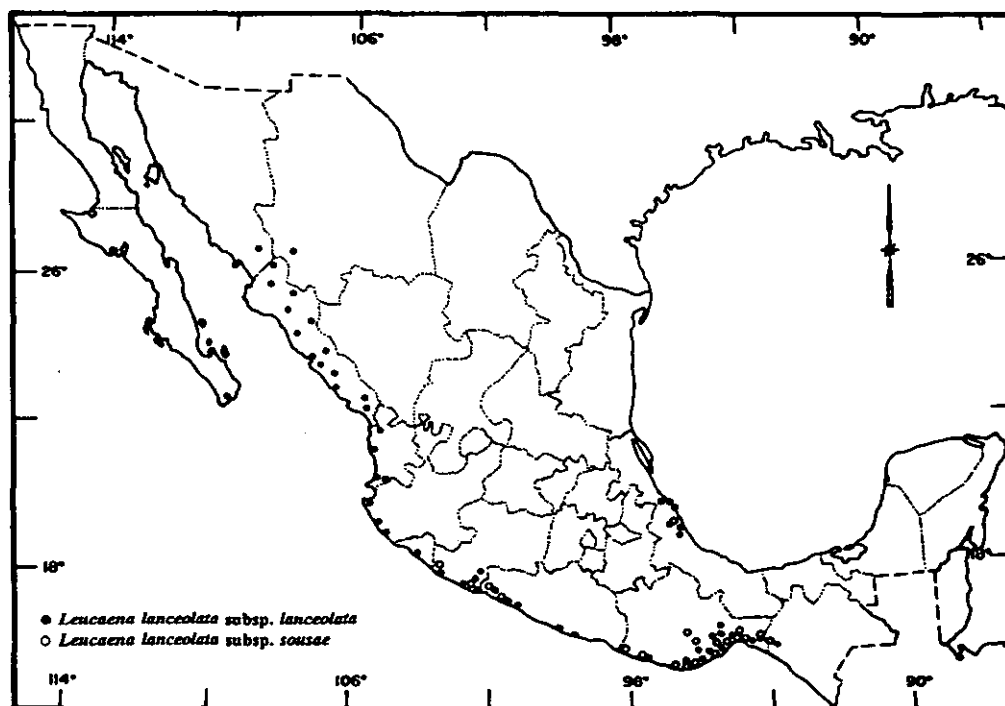 114° 106° 98° 90°
26° 26°
18° 18°
● Leucaena lanceolata subsp. lanceolata
○ Leucaena lanceolata subsp. sousae
114° 106° 98° 90°